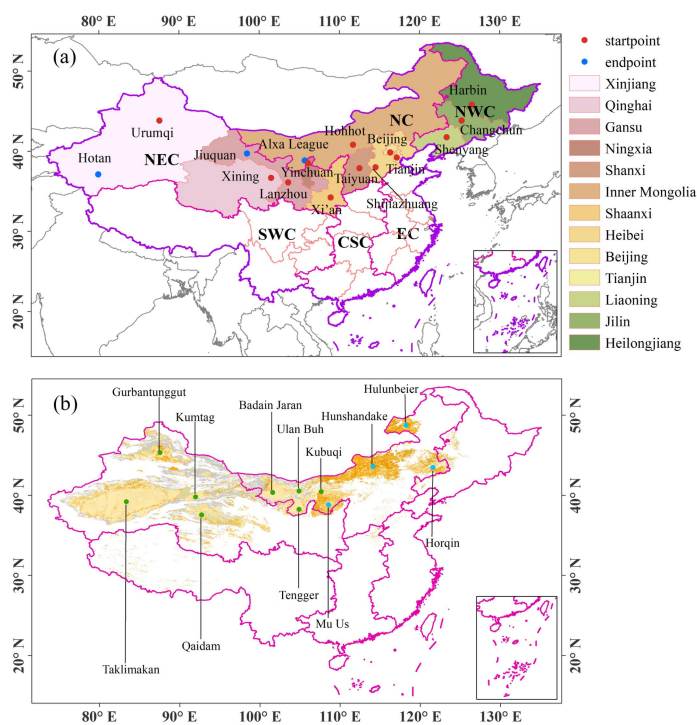 80° E 90° E 100° E 110° E 120° E 130° E
(a)
50° N
40° N
30° N
20° N
Harbin
NC
NWC
Hohhot
Beijing
Changchun
Urumqi
Alxa League
Shenyang
Hotan
NEC
Jiuquan
Yinchuan
Tianjin
Xining
Taiyuan
Lanzhou
Shijiazhuang
Xi'an
SWC
CSC
EC
startpoint
endpoint
Xinjiang
Qinghai
Gansu
Ningxia
Shanxi
Inner Mongolia
Shaanxi
Heibei
Beijing
Tianjin
Liaoning
Jilin
Heilongjiang
(b)
50° N
40° N
30° N
20° N
Gurbantunggut
Hulunbeier
Kumtag
Badain Jaran
Hunshandake
Ulan Buh
Kubuqi
Horqin
Tengger
Mu Us
Qaidam
Taklimakan
80° E 90° E 100° E 110° E 120° E 130° E